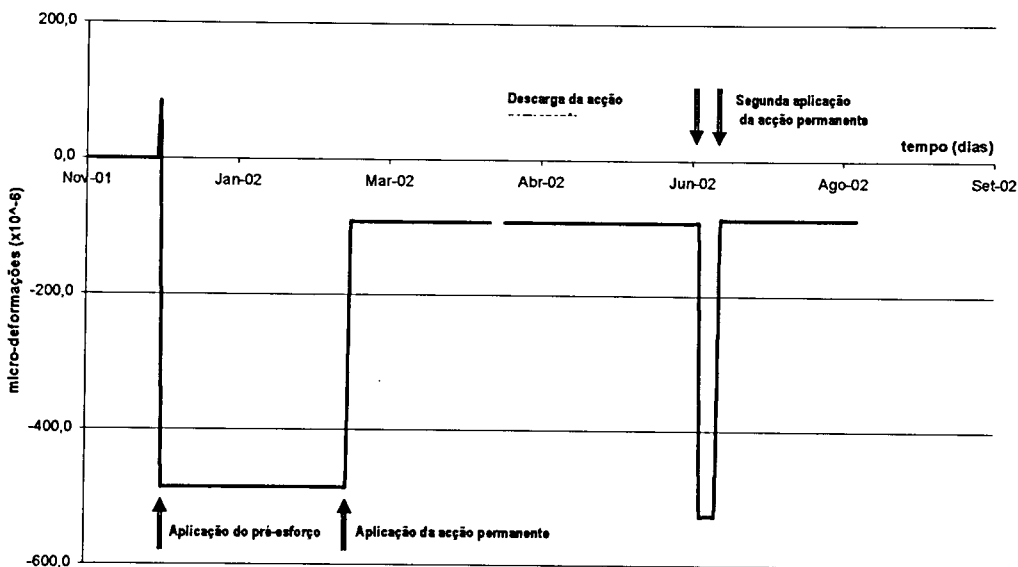 200,0
Descarga da acção
Segunda aplicação
da acção permanente
tempo (dias)
0,0
Nov-01
Jan-02
Mar-02
Abr-02
Jun-02
Ago-02
Set-02
micro-deformações (x10^-6)
-200,0
-400,0
Aplicação do pré-esforço
Aplicação da acção permanente
-600,0